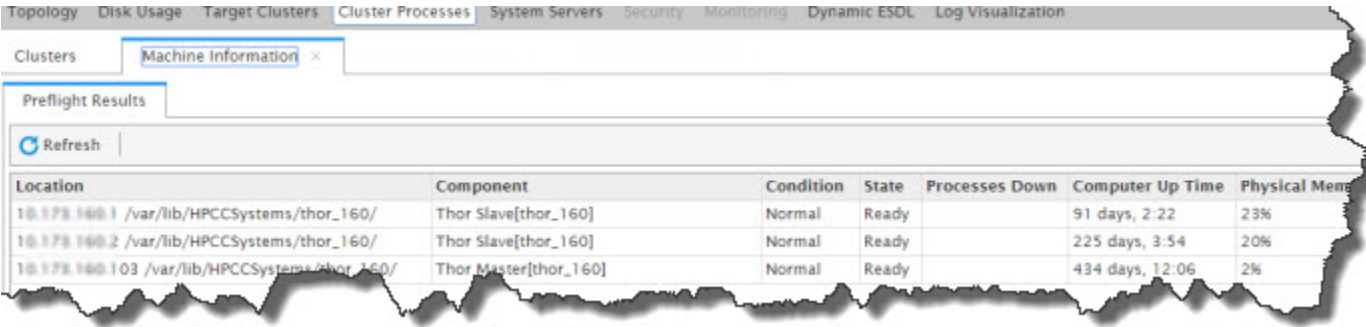 Topology Disk Usage Target Clusters Cluster Processes System Servers Security Monitoring Dynamic ESDL Log Visualization
Clusters Machine Information ×
Preflight Results
Refresh
Location Component Condition State Processes Down Computer Up Time Physical Mem
/var/lib/HPCCSystems/thor_160/ Thor Slave[thor_160] Normal Ready 91 days, 2:22 23%
/var/lib/HPCCSystems/thor_160/ Thor Slave[thor_160] Normal Ready 225 days, 3:54 20%
03 /var/lib/HPCCSystems/thor_160/ Thor Master[thor_160] Normal Ready 434 days, 12:06 2%